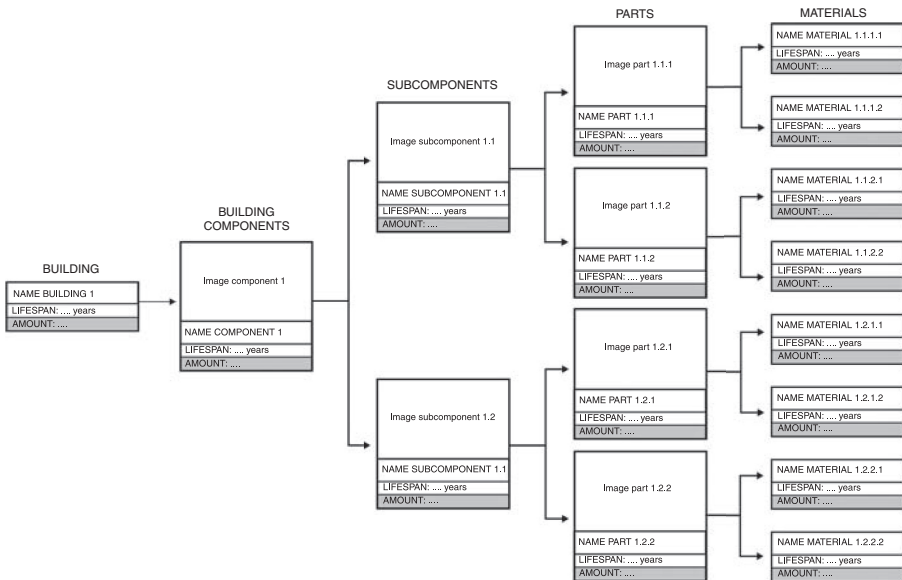 BUILDING
NAME BUILDING 1
LIFESPAN: .... years
AMOUNT: ....
BUILDING
COMPONENTS
Image component 1
NAME COMPONENT 1
LIFESPAN: .... years
AMOUNT: ....
SUBCOMPONENTS
Image subcomponent 1.1
NAME SUBCOMPONENT 1.1
LIFESPAN: .... years
AMOUNT: ....
Image subcomponent 1.2
NAME SUBCOMPONENT 1.1
LIFESPAN: .... years
AMOUNT: ....
PARTS
Image part 1.1.1
NAME PART 1.1.1
LIFESPAN: .... years
AMOUNT: ....
Image part 1.1.2
NAME PART 1.1.2
LIFESPAN: .... years
AMOUNT: ....
Image part 1.2.1
NAME PART 1.2.1
LIFESPAN: .... years
AMOUNT: ....
Image part 1.2.2
NAME PART 1.2.2
LIFESPAN: .... years
AMOUNT: ....
MATERIALS
NAME MATERIAL 1.1.1.1
LIFESPAN: .... years
AMOUNT: ....
NAME MATERIAL 1.1.1.2
LIFESPAN: .... years
AMOUNT: ....
NAME MATERIAL 1.1.2.1
LIFESPAN: .... years
AMOUNT: ....
NAME MATERIAL 1.1.2.2
LIFESPAN: .... years
AMOUNT: ....
NAME MATERIAL 1.2.1.1
LIFESPAN: .... years
AMOUNT: ....
NAME MATERIAL 1.2.1.2
LIFESPAN: .... years
AMOUNT: ....
NAME MATERIAL 1.2.2.1
LIFESPAN: .... years
AMOUNT: ....
NAME MATERIAL 1.2.2.2
LIFESPAN: .... years
AMOUNT: ....